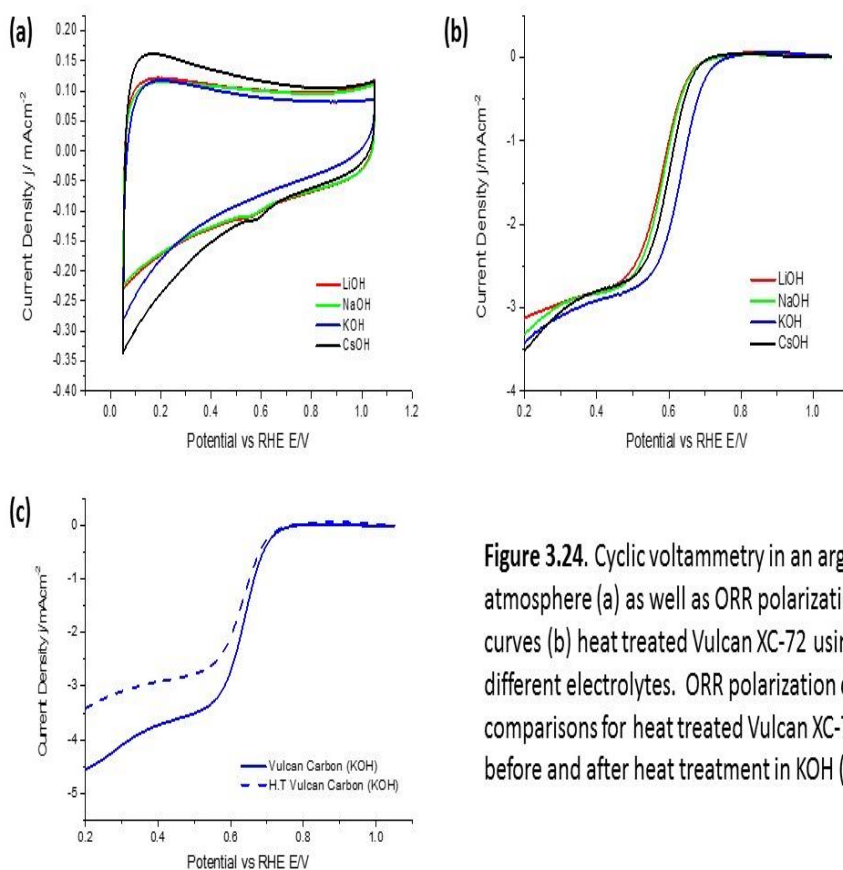 (a)
0.20
0.15
0.10
0.05
0.00
-0.05
-0.10
-0.15
-0.20
-0.25
-0.30
-0.35
-0.40
Current Density j/ mAcm-2
LiOH
NaOH
KOH
CsOH
0.0 0.2 0.4 0.6 0.8 1.0 1.2
Potential vs RHE E/V
(b)
0
-1
-2
-3
-4
Current Density j/mAcm-2
LiOH
NaOH
KOH
CsOH
0.2 0.4 0.6 0.8 1.0
Potential vs RHE E/V
(c)
0
-1
-2
-3
-4
-5
Current Density j/mAcm-2
Vulcan Carbon (KOH)
H.T Vulcan Carbon (KOH)
0.2 0.4 0.6 0.8 1.0
Potential vs RHE E/V
Figure 3.24. Cyclic voltammetry in an arg
atmosphere (a) as well as ORR polarizati
curves (b) heat treated Vulcan XC-72 usin
different electrolytes. ORR polarization
comparisons for heat treated Vulcan XC-
before and after heat treatment in KOH (